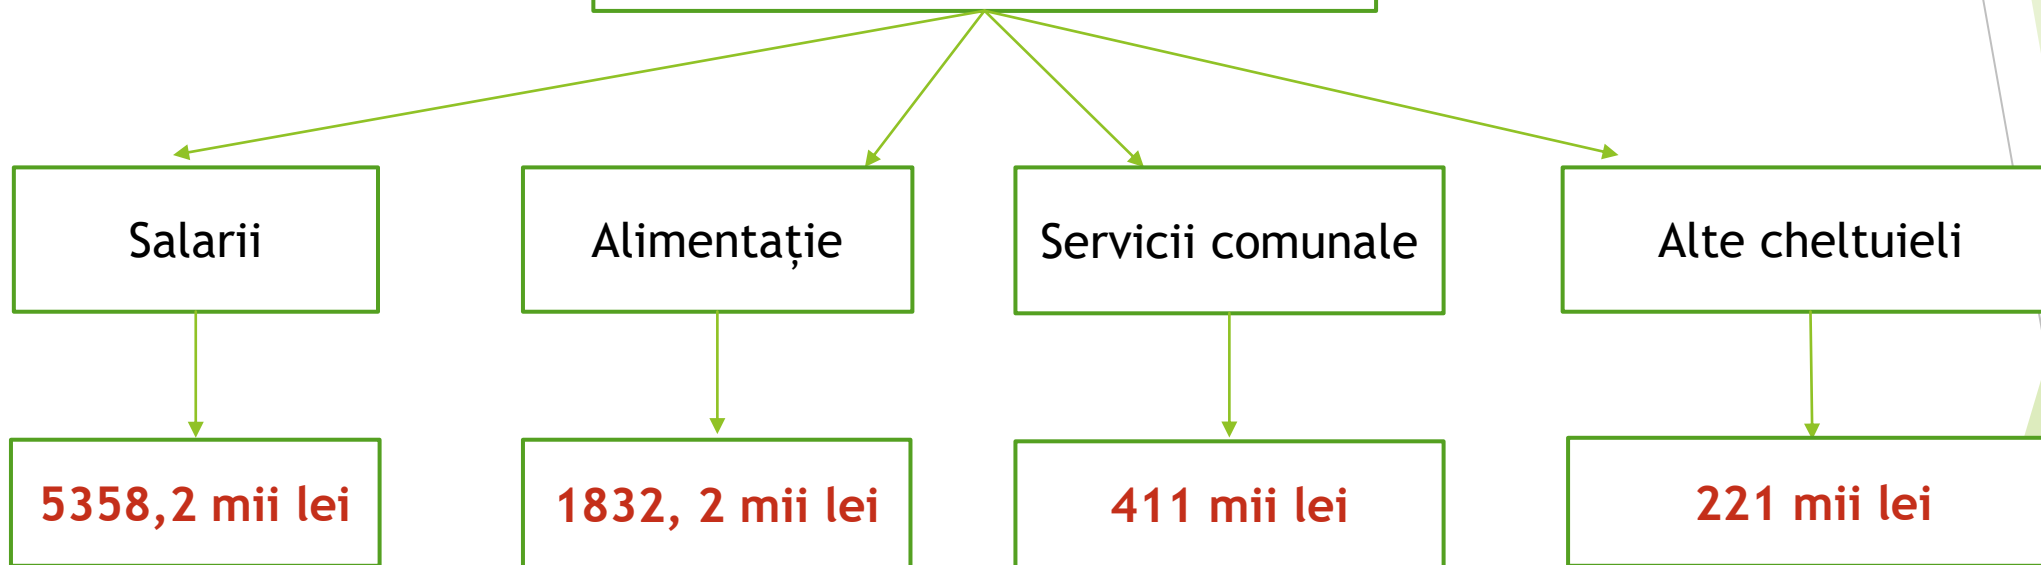 Salarii
Alimentație
Servicii comunale
Alte cheltuieli
5358,2 mii lei
1832, 2 mii lei
411 mii lei
221 mii lei